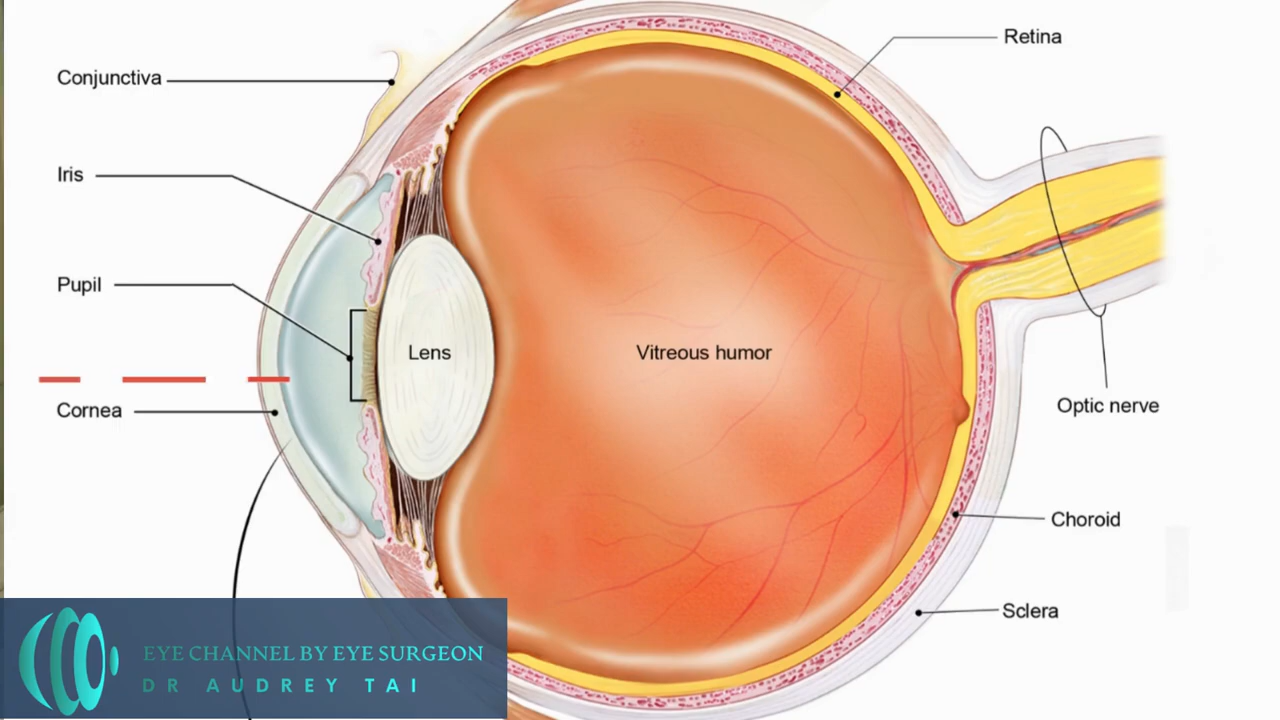 Conjunctiva
Iris
Pupil
Cornea
Lens
Vitreous humor
Retina
Optic nerve
Choroid
Sclera
EYE CHANNEL BY EYE SURGEON
DR AUDREY TAI